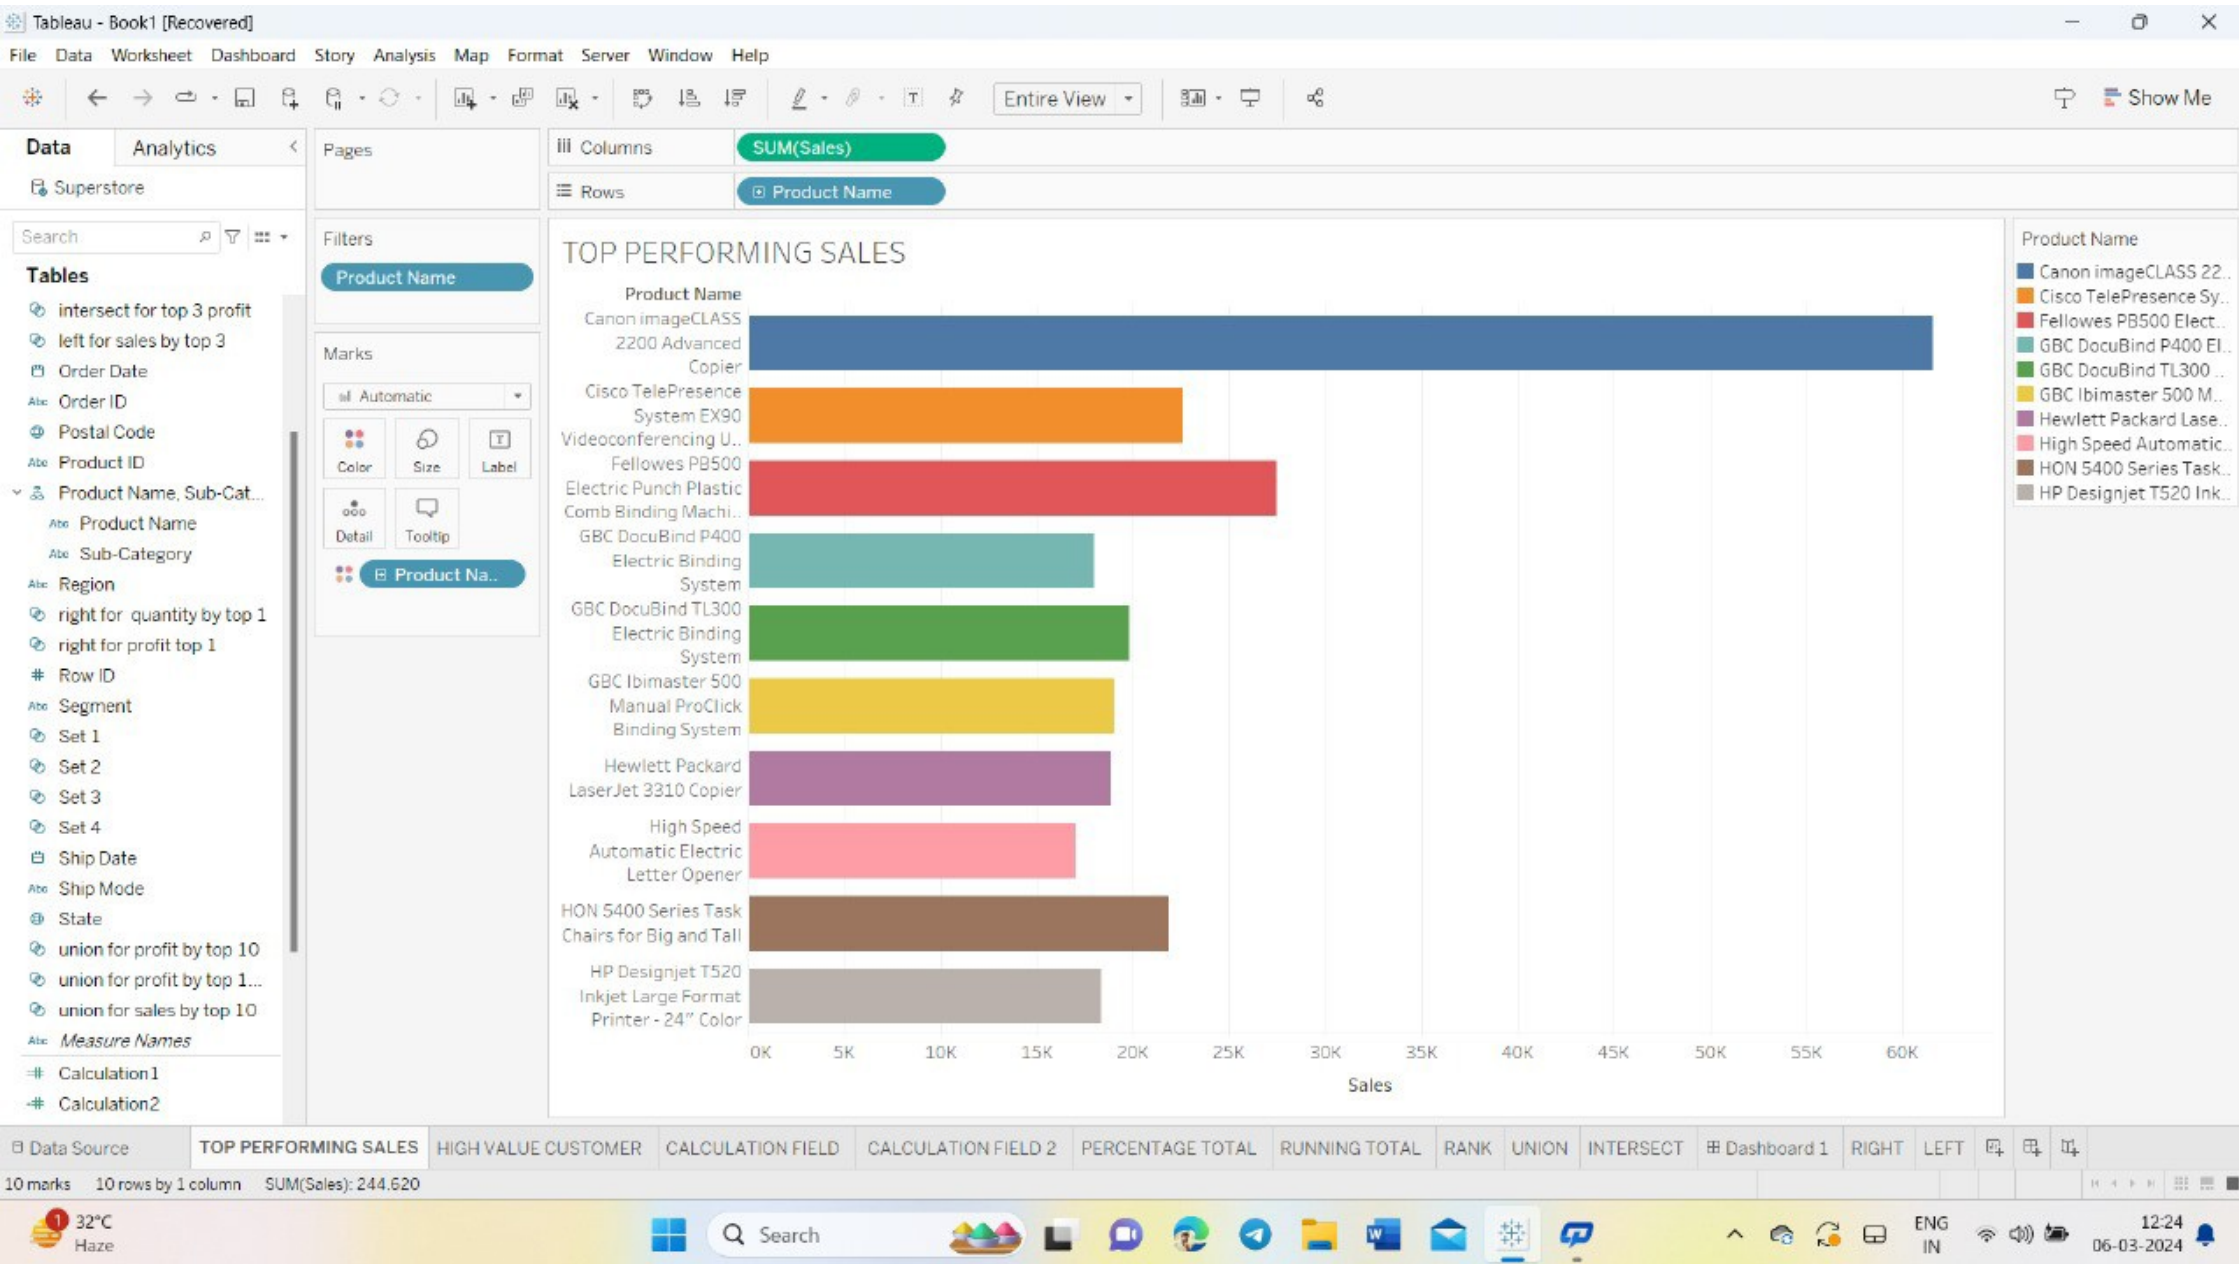 Tableau - Book1 [Recovered]
File Data Worksheet Dashboard Story Analysis Map Format Server Window Help
Entire View
Show Me
Data Analytics
Superstore
Search
Tables
intersect for top 3 profit
left for sales by top 3
Order Date
Abc Order ID
Postal Code
Abc Product ID
Product Name, Sub-Cat...
Abc Product Name
Abc Sub-Category
Abc Region
right for quantity by top 1
right for profit top 1
# Row ID
Abc Segment
Set 1
Set 2
Set 3
Set 4
Ship Date
Abc Ship Mode
State
union for profit by top 10
union for profit by top 1...
union for sales by top 10
Abc Measure Names
=# Calculation1
=# Calculation2
Pages
Filters
Product Name
Marks
Automatic
Color Size Label
Detail Tooltip
Product Na..
Columns SUM(Sales)
Rows Product Name
TOP PERFORMING SALES
Product Name
Canon imageCLASS
2200 Advanced
Copier
Cisco TelePresence
System EX90
Videoconferencing U..
Fellowes PB500
Electric Punch Plastic
Comb Binding Machi..
GBC DocuBind P400
Electric Binding
System
GBC DocuBind TL300
Electric Binding
System
GBC Ibimaster 500
Manual ProClick
Binding System
Hewlett Packard
LaserJet 3310 Copier
High Speed
Automatic Electric
Letter Opener
HON 5400 Series Task
Chairs for Big and Tall
HP Designjet T520
Inkjet Large Format
Printer - 24" Color
0K 5K 10K 15K 20K 25K 30K 35K 40K 45K 50K 55K 60K
Sales
Product Name
Canon imageCLASS 22..
Cisco TelePresence Sy..
Fellowes PB500 Elect..
GBC DocuBind P400 El..
GBC DocuBind TL300 ..
GBC Ibimaster 500 M..
Hewlett Packard Lase..
High Speed Automatic..
HON 5400 Series Task..
HP Designjet T520 Ink..
Data Source TOP PERFORMING SALES HIGH VALUE CUSTOMER CALCULATION FIELD CALCULATION FIELD 2 PERCENTAGE TOTAL RUNNING TOTAL RANK UNION INTERSECT Dashboard 1 RIGHT LEFT
10 marks 10 rows by 1 column SUM(Sales): 244.620
1
32°C
Haze
Search
W
ENG
IN
12:24
06-03-2024